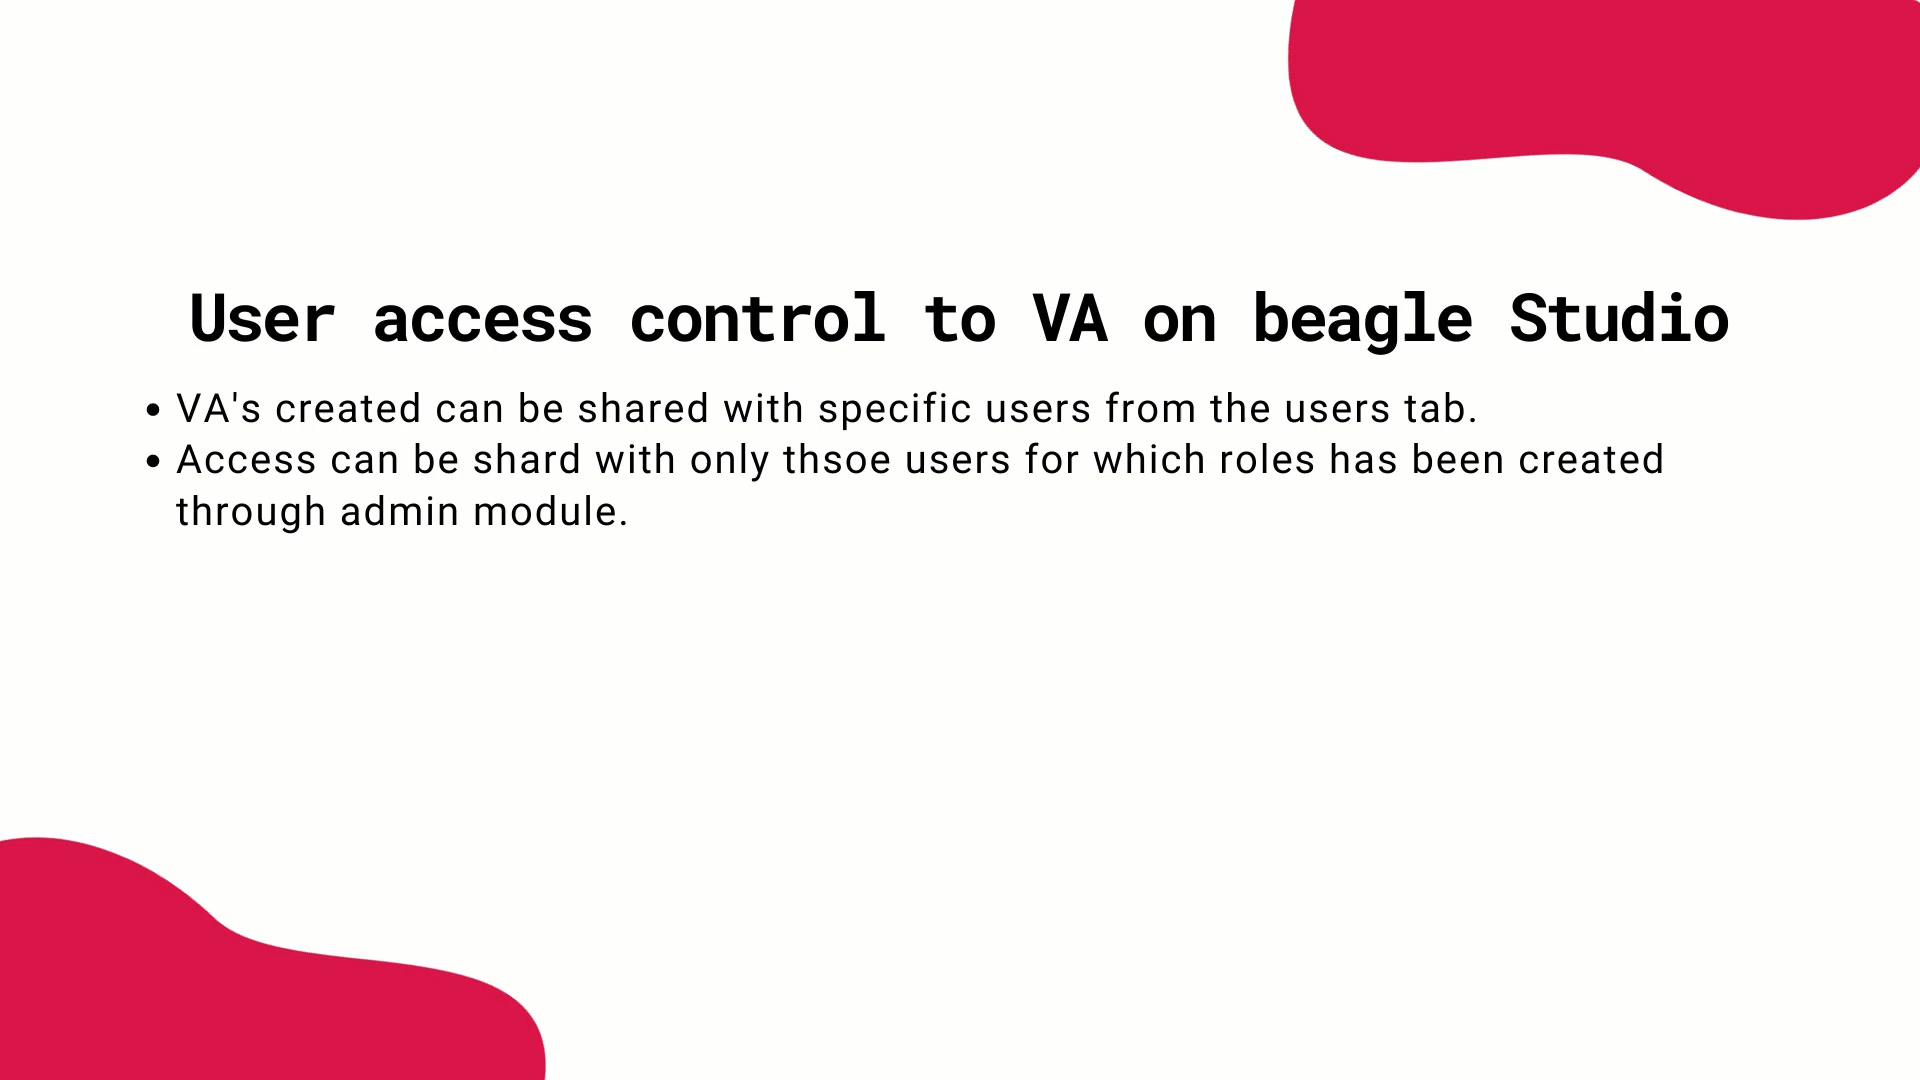 User access control to VA on beagle Studio
• VA's created can be shared with specific users from the users tab.
• Access can be shard with only thsoe users for which roles has been created
through admin module.